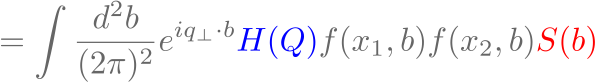 = ∫ d²b/(2π)² e^{iq⊥·b} H(Q) f(x₁, b) f(x₂, b) S(b)